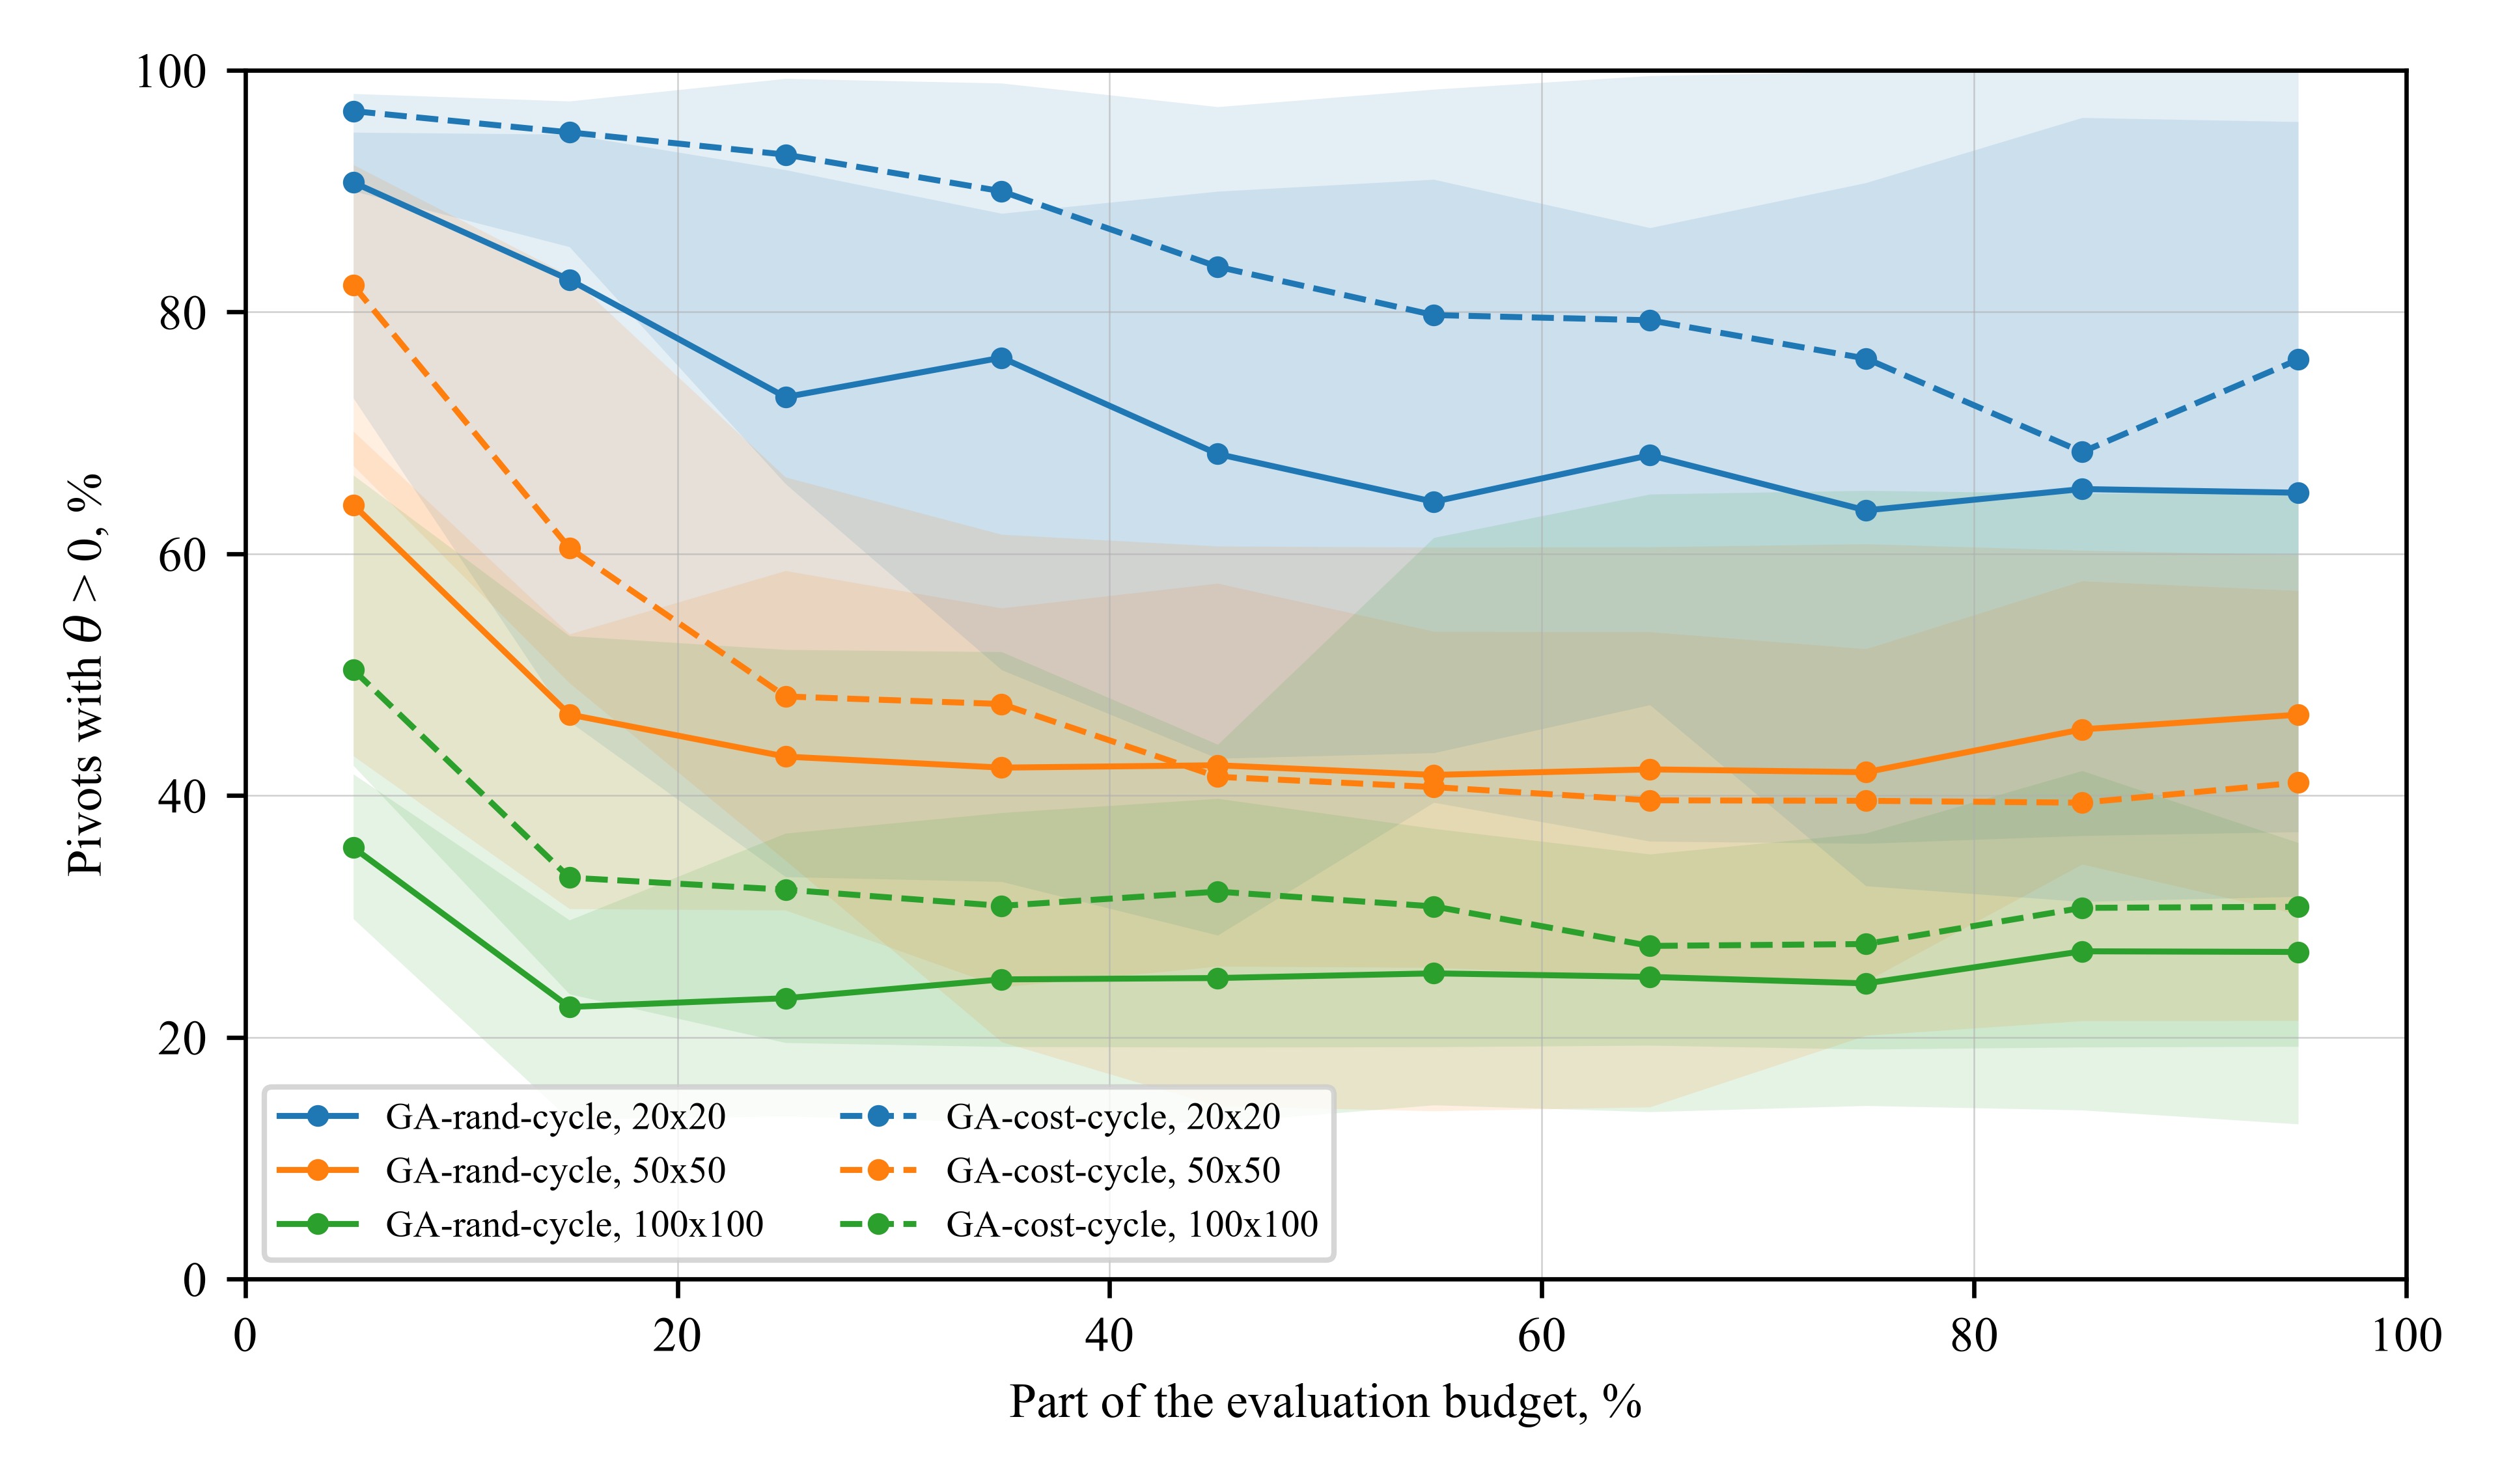 100
80
60
40
20
0
Pivots with θ > 0, %
GA-rand-cycle, 20x20
GA-rand-cycle, 50x50
GA-rand-cycle, 100x100
GA-cost-cycle, 20x20
GA-cost-cycle, 50x50
GA-cost-cycle, 100x100
0 20 40 60 80 100
Part of the evaluation budget, %